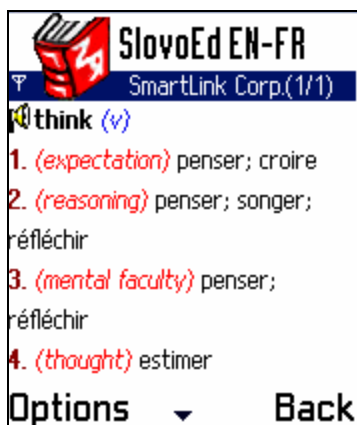 SlovoEd EN-FR
SmartLink Corp.(1/1)
think (v)
1. (expectation) penser; croire
2. (reasoning) penser; songer;
réfléchir
3. (mental faculty) penser;
réfléchir
4. (thought) estimer
Options Back